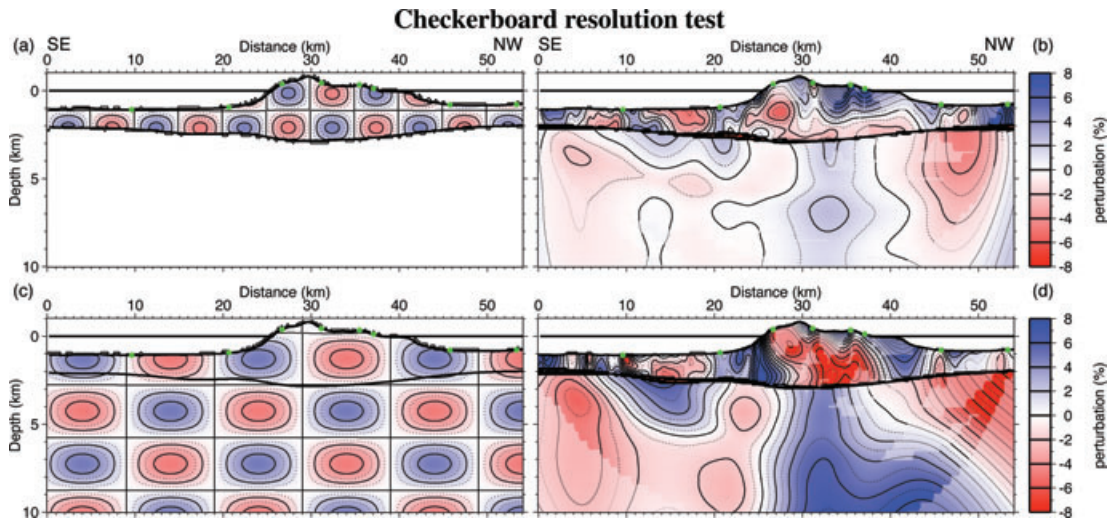 Checkerboard resolution test
(a) SE Distance (km) NW
0 10 20 30 40 50
0
5
10
Depth (km)
SE Distance (km) NW (b)
0 10 20 30 40 50
8
6
4
2
0
-2
-4
-6
-8
perturbation (%)
(c) Distance (km)
0 10 20 30 40 50
0
5
10
Depth (km)
Distance (km) (d)
0 10 20 30 40 50
8
6
4
2
0
-2
-4
-6
-8
perturbation (%)